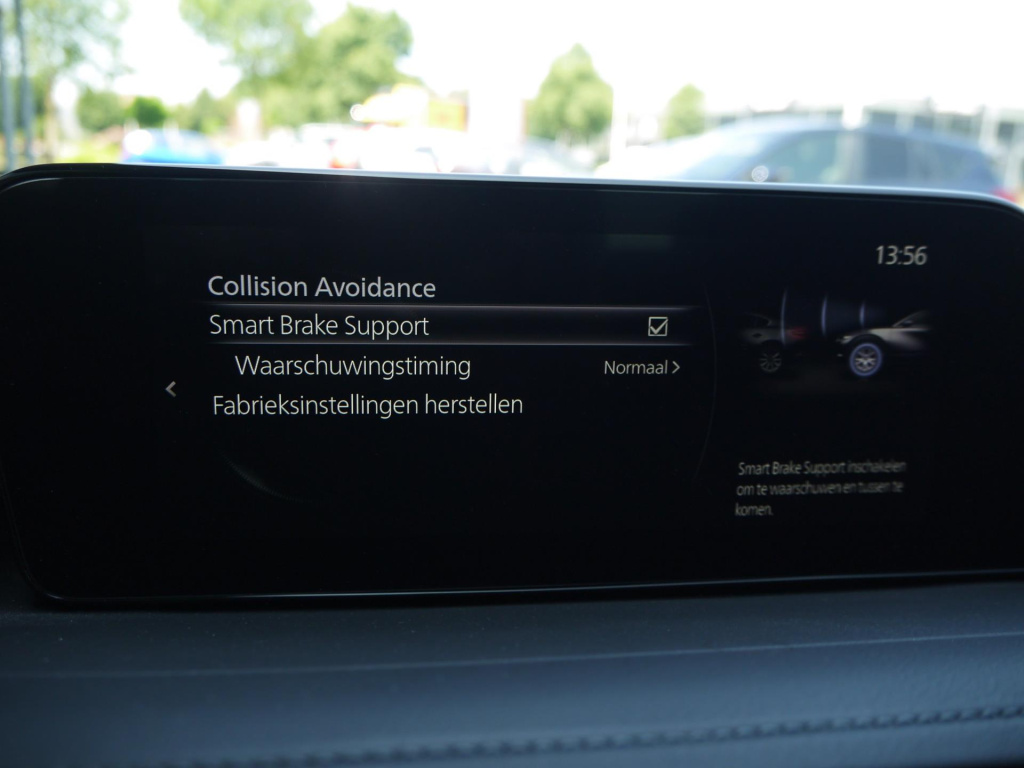 13:56
Collision Avoidance
Smart Brake Support
Waarschuwingstiming Normaal >
Fabrieksinstellingen herstellen
Smart Brake Support inschakelen
om te waarschuwen en tussen te
komen.